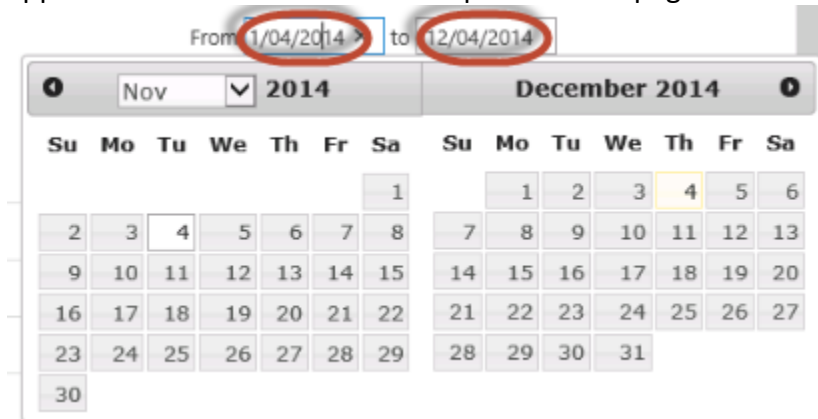 From 1/04/2014 × to 12/04/2014
Nov 2014 December 2014
Su Mo Tu We Th Fr Sa Su Mo Tu We Th Fr Sa
1 1 2 3 4 5 6
2 3 4 5 6 7 8 7 8 9 10 11 12 13
9 10 11 12 13 14 15 14 15 16 17 18 19 20
16 17 18 19 20 21 22 21 22 23 24 25 26 27
23 24 25 26 27 28 29 28 29 30 31
30